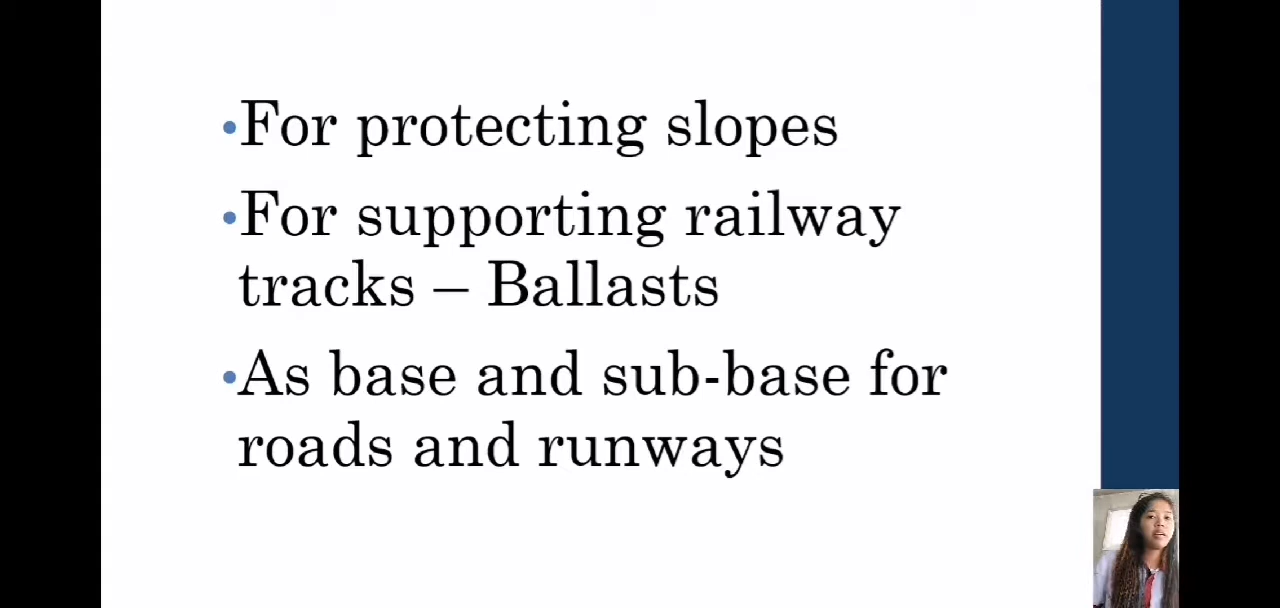 •For protecting slopes
•For supporting railway
tracks – Ballasts
•As base and sub-base for
roads and runways